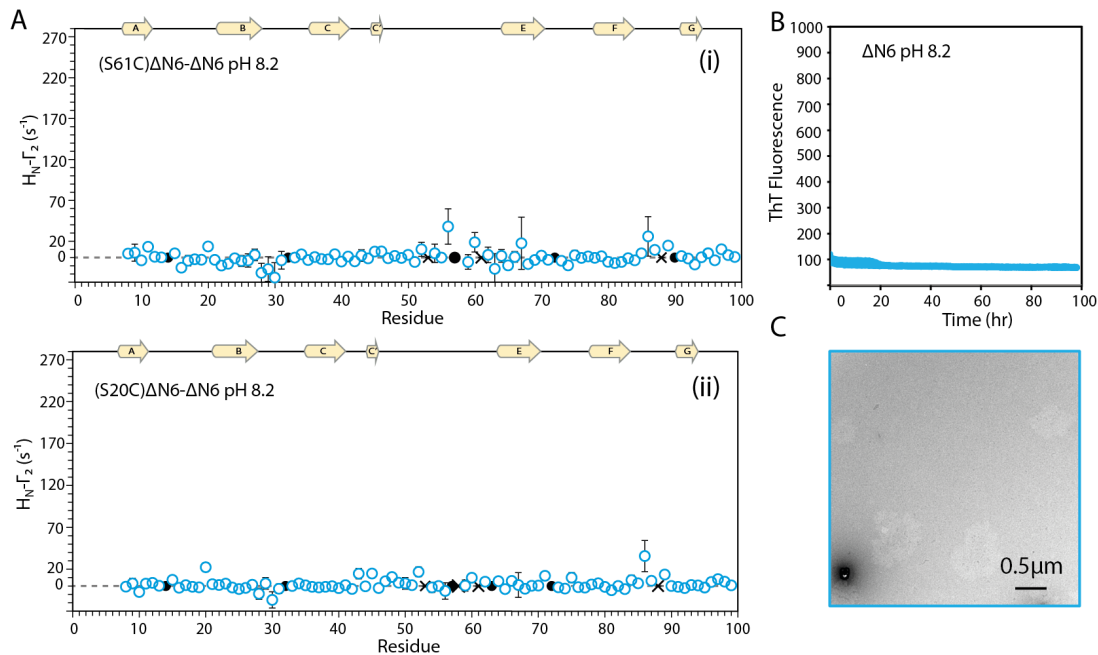 A
A B C C' E F G
270
220
170
120
70
20
0
H_N-Γ₂ (s⁻¹)
(S61C)ΔN6-ΔN6 pH 8.2
(i)
0 10 20 30 40 50 60 70 80 90 100
Residue
A B C C' E F G
270
220
170
120
70
20
0
H_N-Γ₂ (s⁻¹)
(S20C)ΔN6-ΔN6 pH 8.2
(ii)
0 10 20 30 40 50 60 70 80 90 100
Residue
B
1000
900
800
700
600
500
400
300
200
100
ThT Fluorescence
ΔN6 pH 8.2
0 20 40 60 80 100
Time (hr)
C
0.5μm